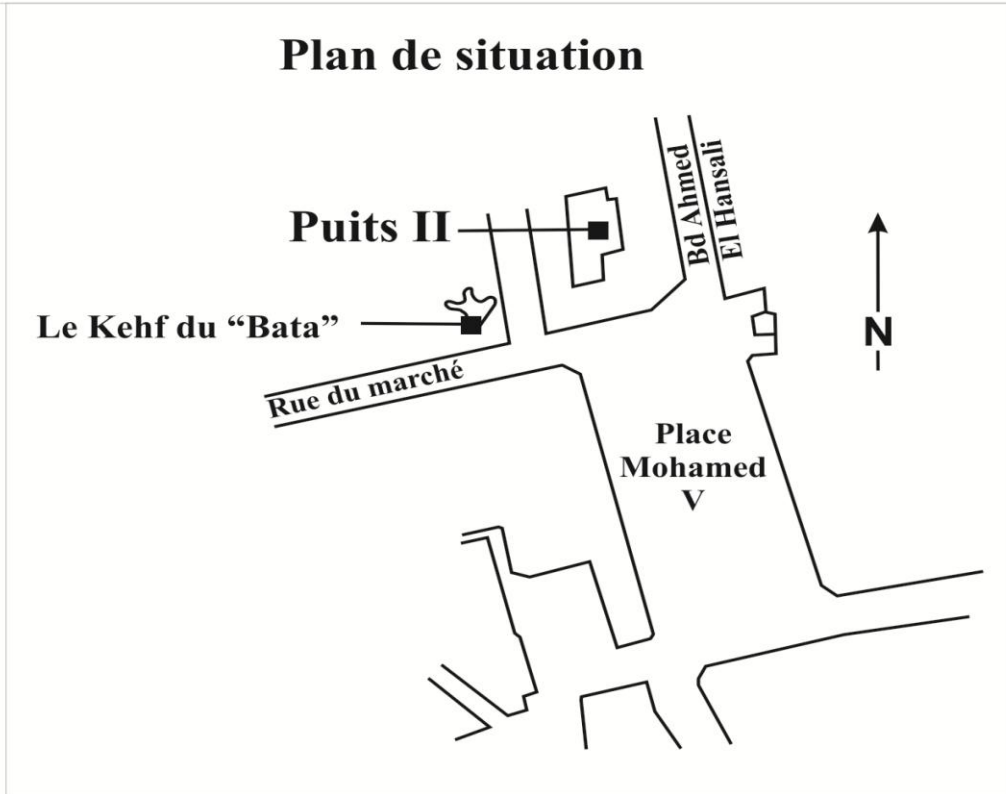 Plan de situation
Bd Ahmed
El Hansali
Puits II
Le Kehf du “Bata”
N
Rue du marché
Place
Mohamed
V